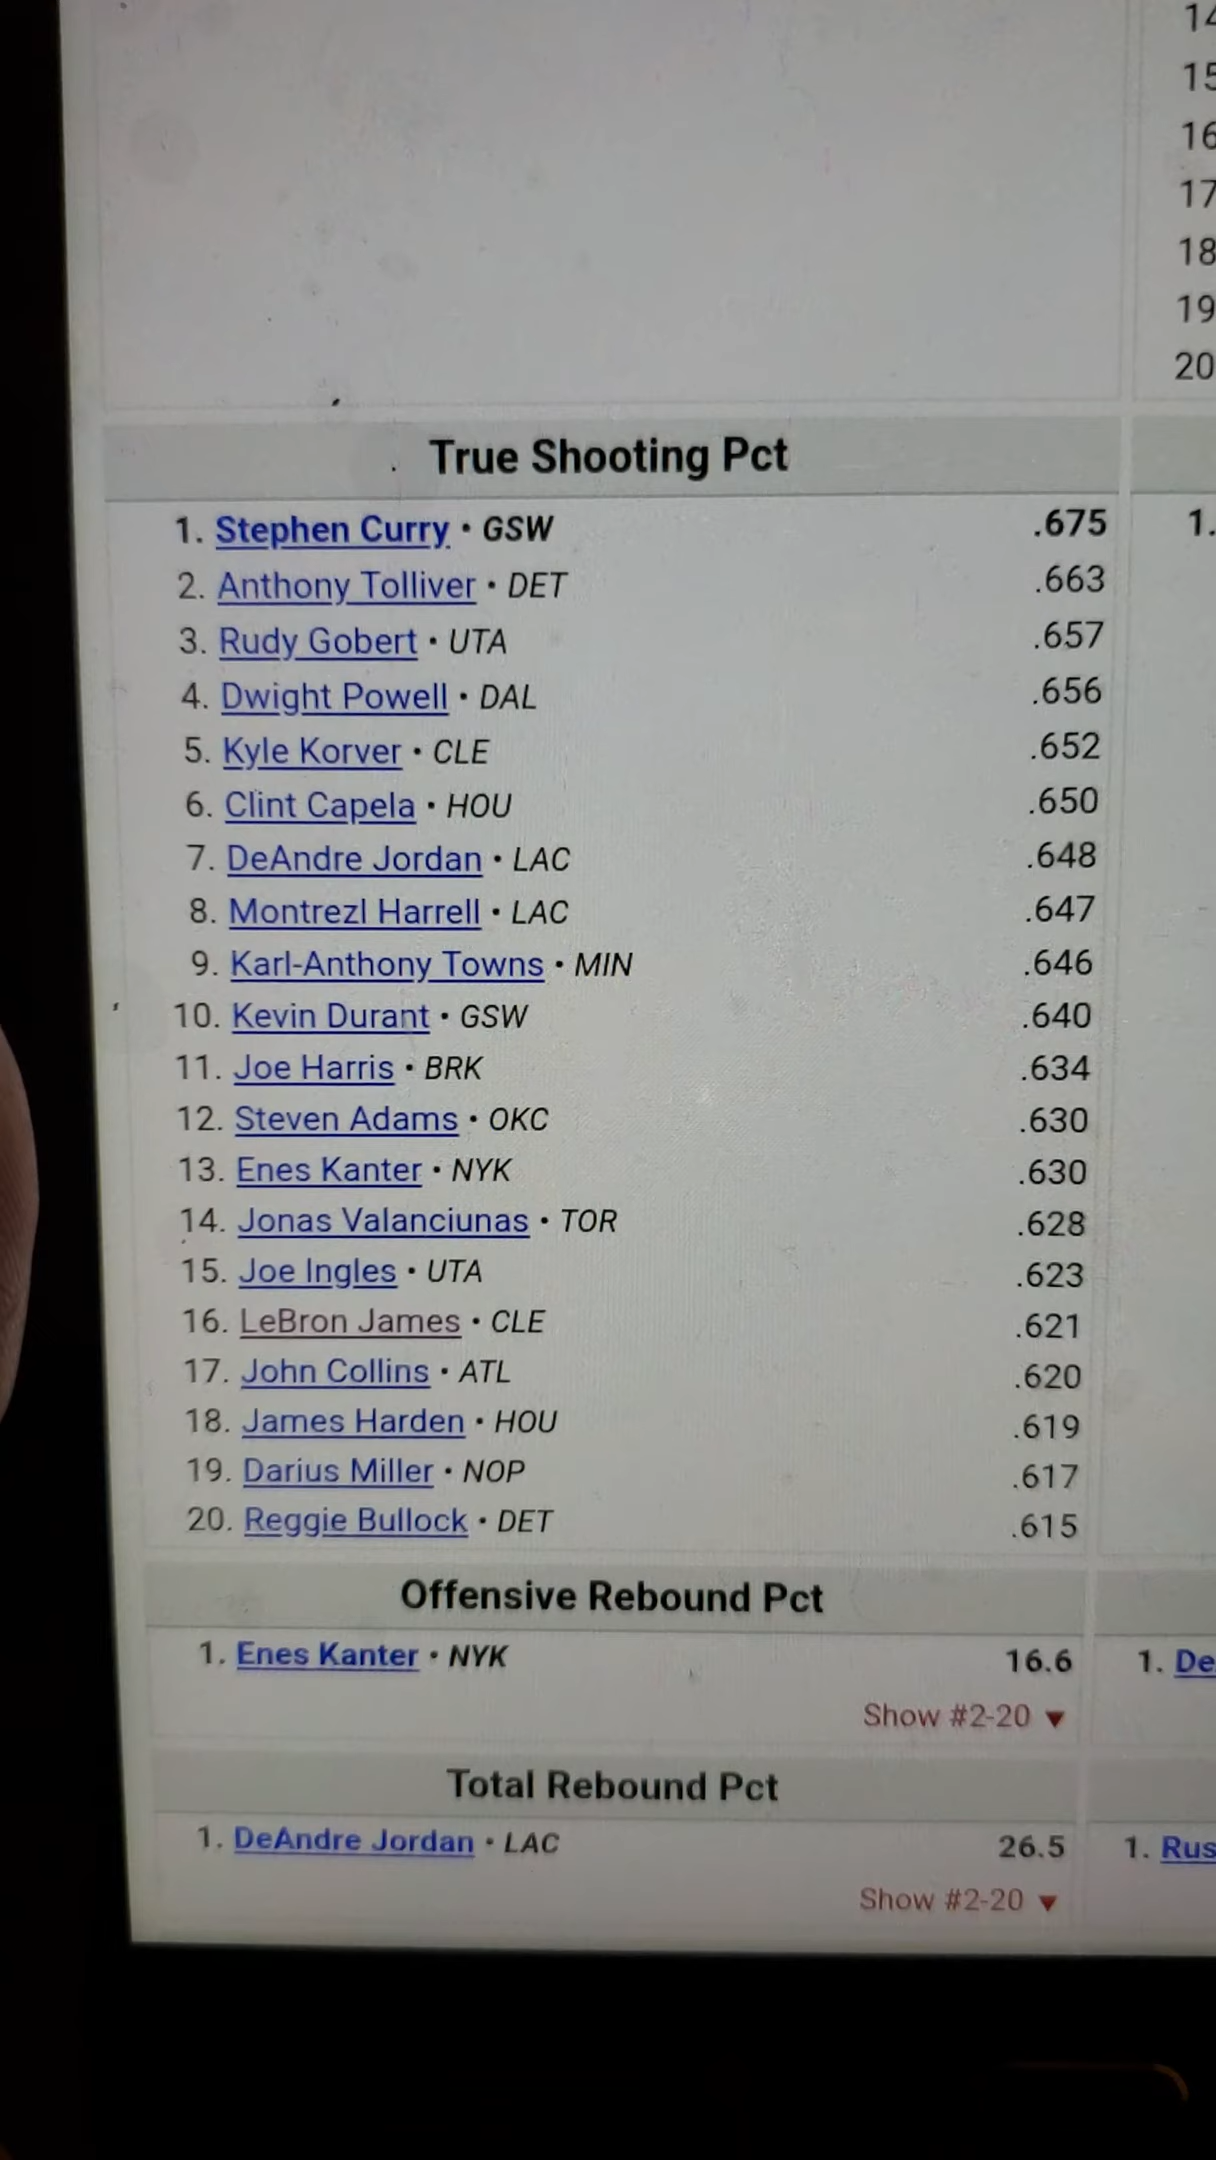 14
15
16
17
18
19
20
True Shooting Pct
1. Stephen Curry • GSW .675 1.
2. Anthony Tolliver • DET .663
3. Rudy Gobert • UTA .657
4. Dwight Powell • DAL .656
5. Kyle Korver • CLE .652
6. Clint Capela • HOU .650
7. DeAndre Jordan • LAC .648
8. Montrezl Harrell • LAC .647
9. Karl-Anthony Towns • MIN .646
10. Kevin Durant • GSW .640
11. Joe Harris • BRK .634
12. Steven Adams • OKC .630
13. Enes Kanter • NYK .630
14. Jonas Valanciunas • TOR .628
15. Joe Ingles • UTA .623
16. LeBron James • CLE .621
17. John Collins • ATL .620
18. James Harden • HOU .619
19. Darius Miller • NOP .617
20. Reggie Bullock • DET .615
Offensive Rebound Pct
1. Enes Kanter • NYK 16.6 1. De
Show #2-20 ▼
Total Rebound Pct
1. DeAndre Jordan • LAC 26.5 1. Rus
Show #2-20 ▼